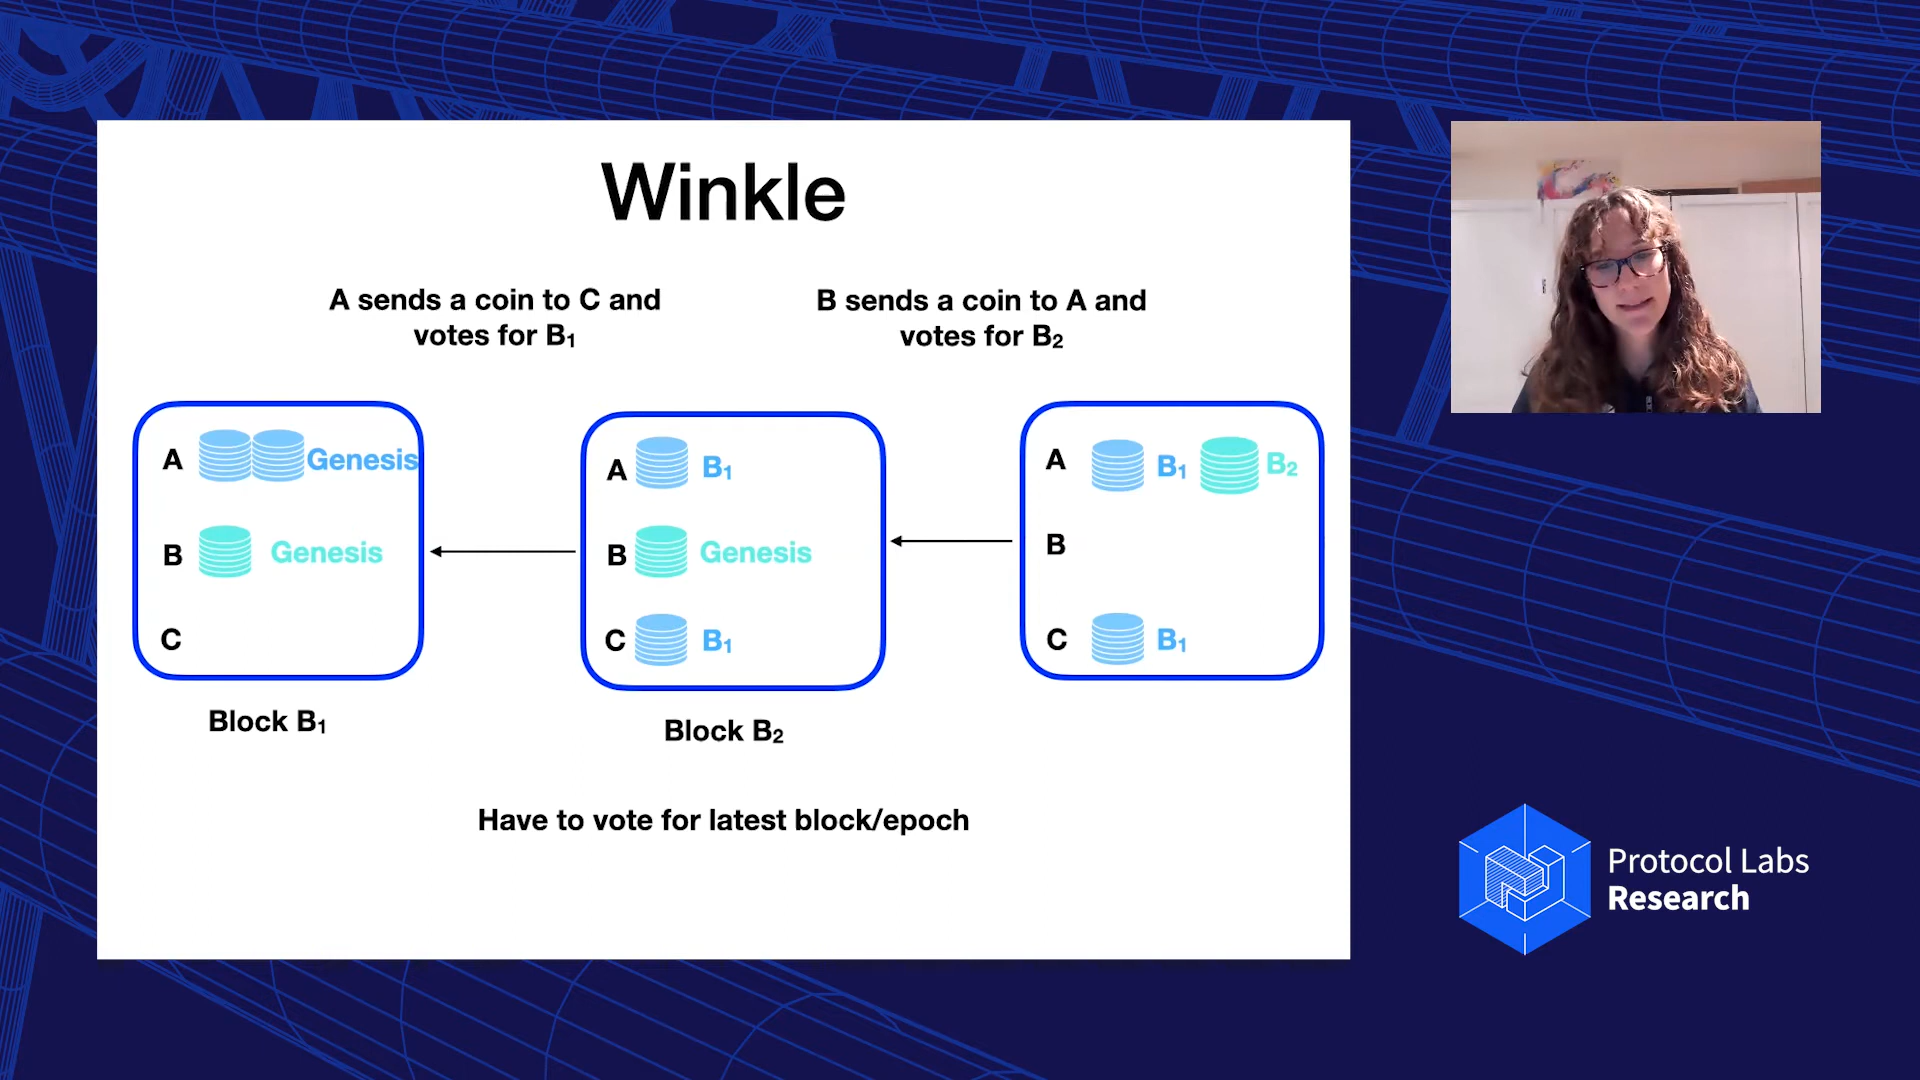 Winkle
A sends a coin to C and
votes for B₁
B sends a coin to A and
votes for B₂
A Genesis
B Genesis
C
Block B₁
A B₁
B Genesis
C B₁
Block B₂
A B₁ B₂
B
C B₁
Have to vote for latest block/epoch
Protocol Labs
Research